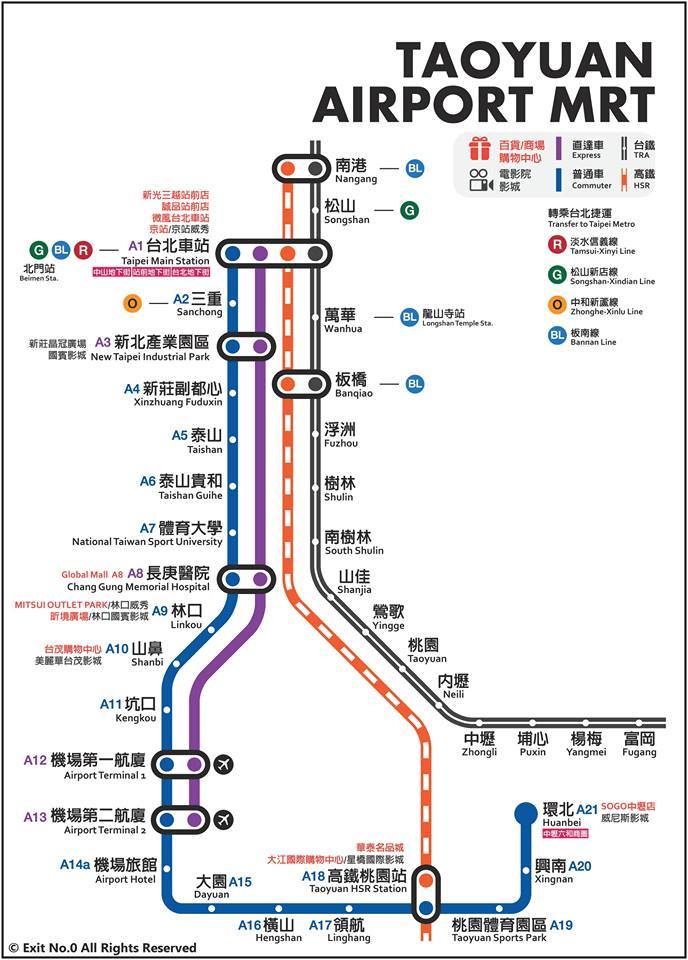 TAOYUAN
AIRPORT MRT
百貨/商場
購物中心
直達車
Express
台鐵
TRA
電影院
影城
普通車
Commuter
高鐵
HSR
轉乘台北捷運
Transfer to Taipei Metro
R 淡水信義線
Tamsui-Xinyi Line
G 松山新店線
Songshan-Xindian Line
O 中和新蘆線
Zhonghe-Xinlu Line
BL 板南線
Bannan Line
南港
Nangang
BL
松山
Songshan
G
新光三越站前店
誠品站前店
微風台北車站
京站/京站威秀
G BL R
北門站
Beimen Sta.
A1 台北車站
Taipei Main Station
中山地下街 站前地下街 台北地下街
O
A2 三重
Sanchong
萬華
Wanhua
BL
龍山寺站
Longshan Temple Sta.
新莊晶冠廣場
國賓影城
A3 新北產業園區
New Taipei Industrial Park
A4 新莊副都心
Xinzhuang Fuduxin
板橋
Banqiao
BL
A5 泰山
Taishan
浮洲
Fuzhou
A6 泰山貴和
Taishan Guihe
樹林
Shulin
A7 體育大學
National Taiwan Sport University
南樹林
South Shulin
Global Mall A8
A8 長庚醫院
Chang Gung Memorial Hospital
山佳
Shanjia
MITSUI OUTLET PARK/林口威秀
昕境廣場/林口國賓影城
A9 林口
Linkou
鶯歌
Yingge
台茂購物中心
美麗華台茂影城
A10 山鼻
Shanbi
桃園
Taoyuan
内壢
Neili
A11 坑口
Kengkou
中壢
Zhongli
埔心
Puxin
楊梅
Yangmei
富岡
Fugang
A12 機場第一航廈
Airport Terminal 1
A13 機場第二航廈
Airport Terminal 2
環北 A21
Huanbei
中壢六和商圈
SOGO中壢店
威尼斯影城
A14a 機場旅館
Airport Hotel
華泰名品城
大江國際購物中心/星橋國際影城
A18 高鐵桃園站
Taoyuan HSR Station
興南 A20
Xingnan
大園 A15
Dayuan
A16 橫山
Hengshan
A17 領航
Linghang
桃園體育園區 A19
Taoyuan Sports Park
© Exit No.0 All Rights Reserved